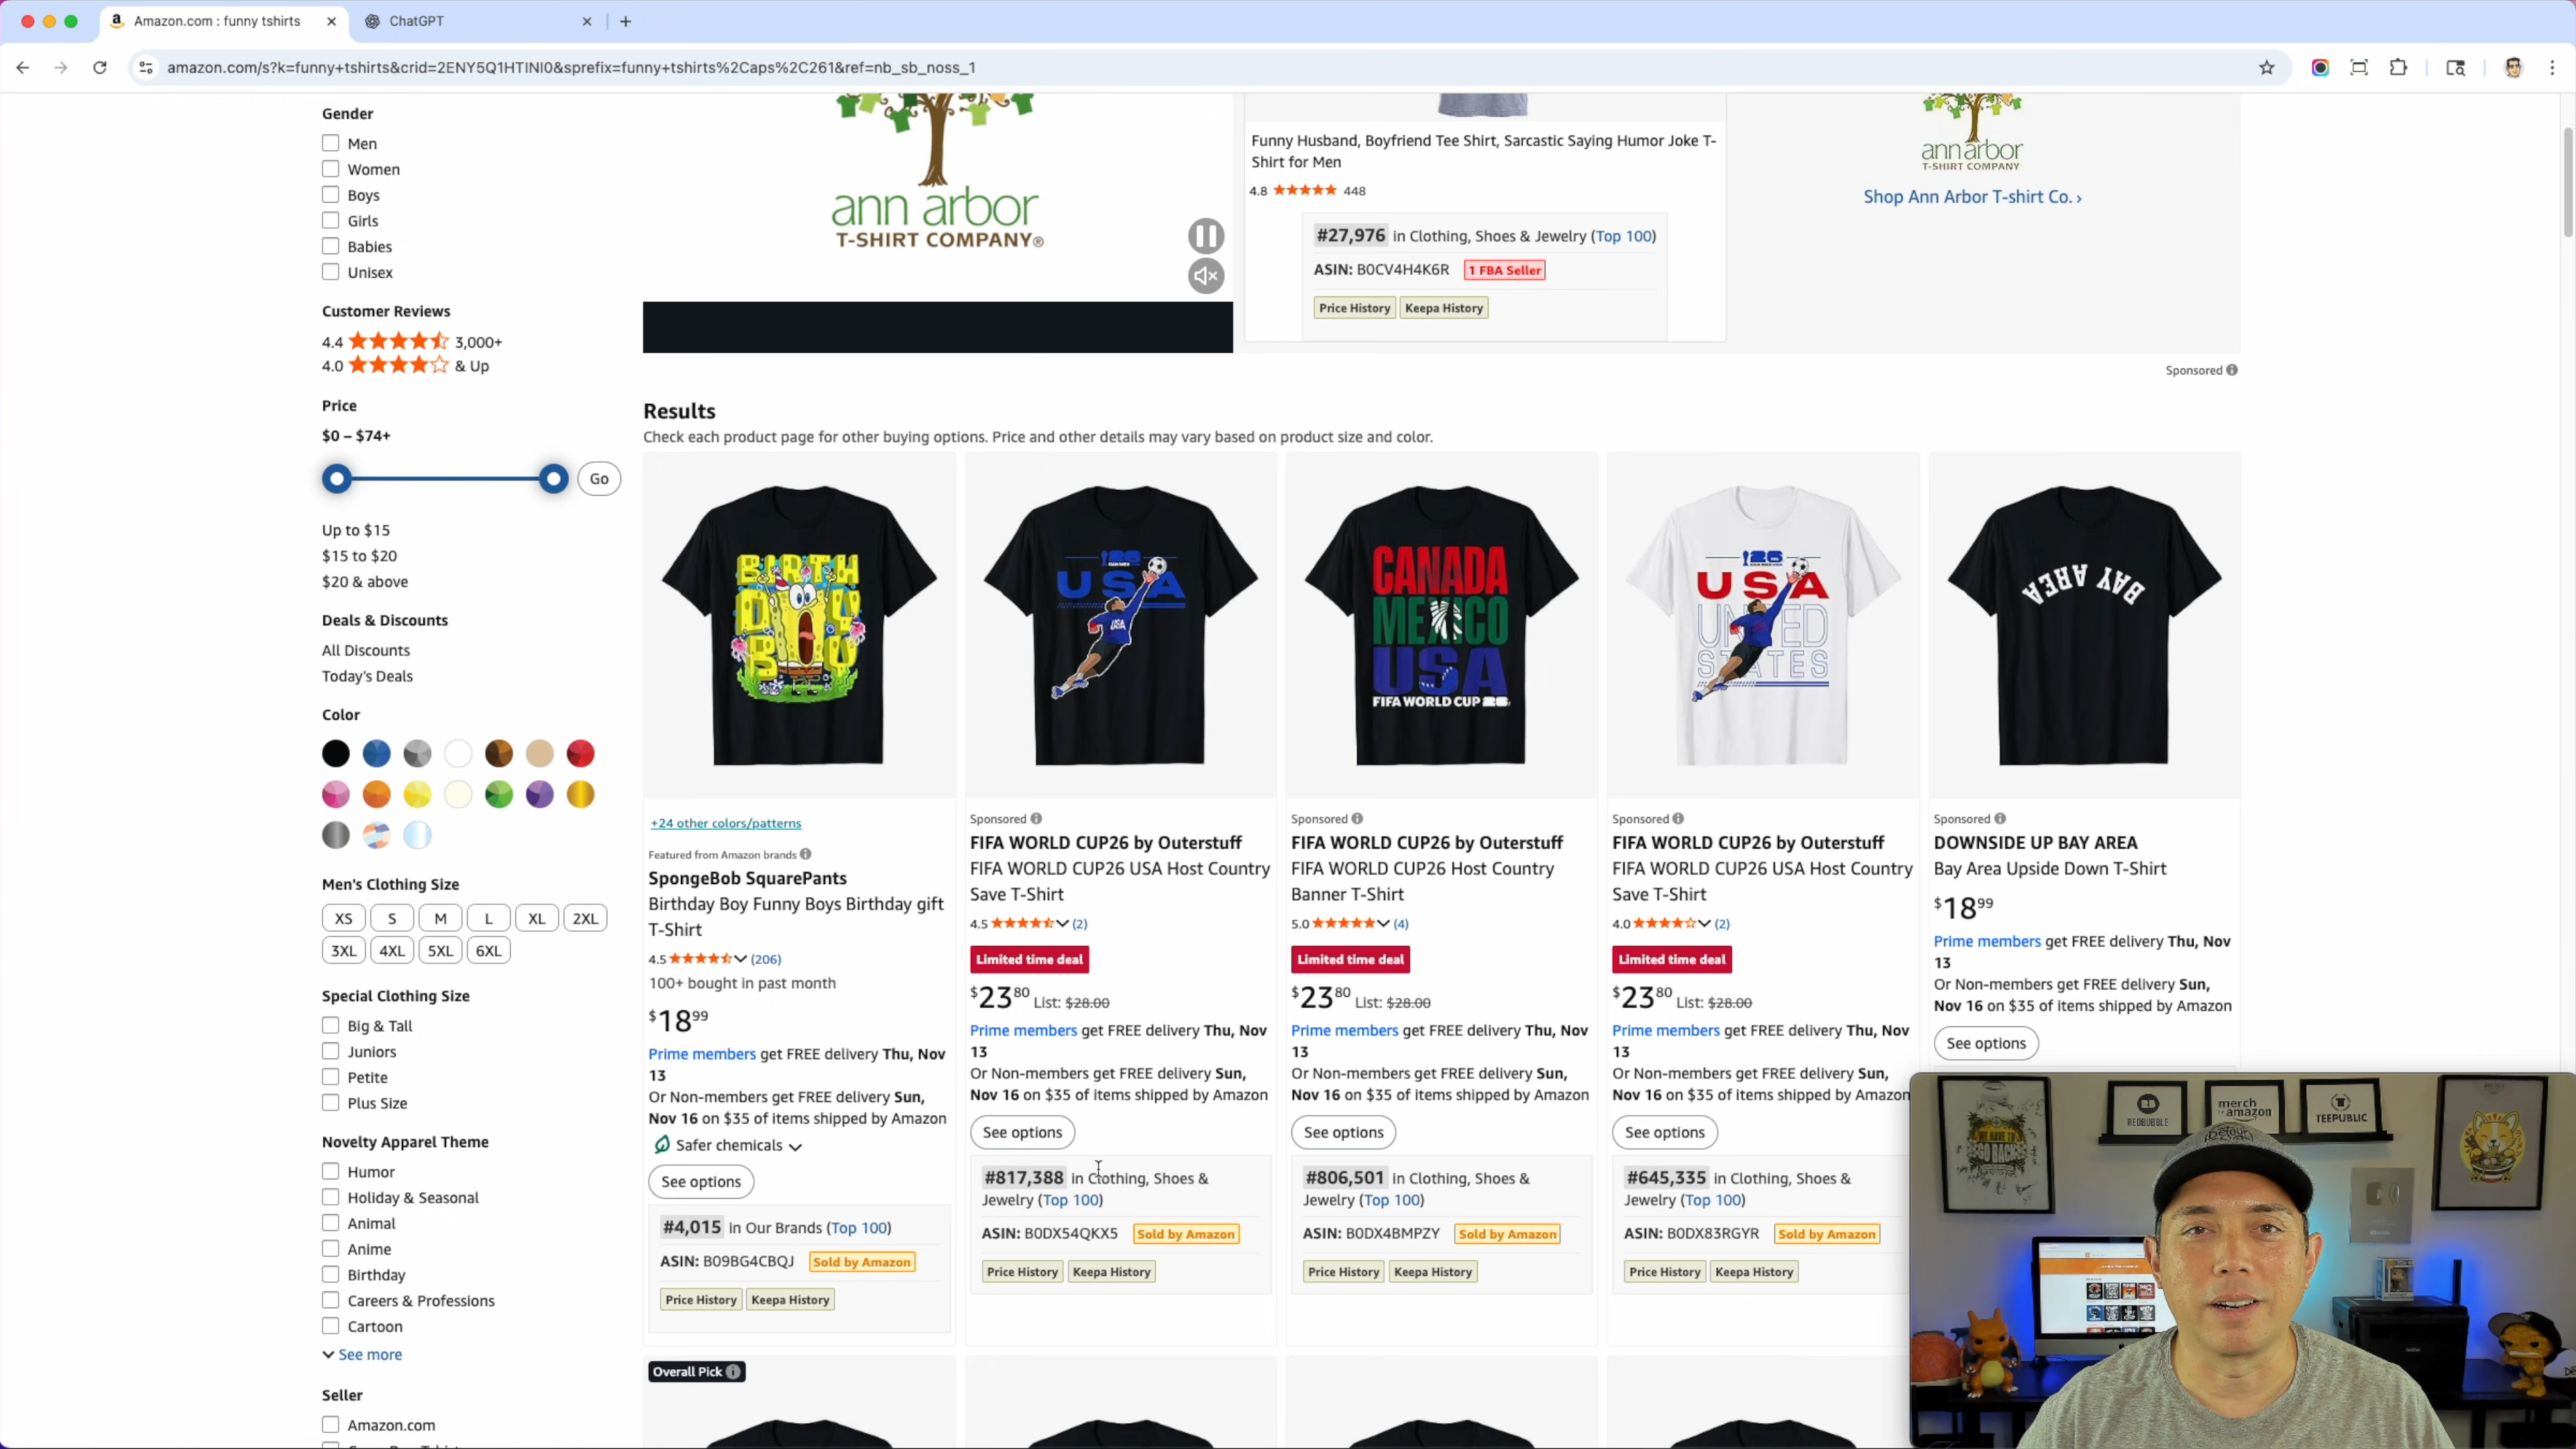 Amazon.com : funny tshirts
ChatGPT
amazon.com/s?k=funny+tshirts&crid=2ENY5Q1HTINI0&sprefix=funny+tshirts%2Caps%2C261&ref=nb_sb_noss_1
Gender
Men
Women
Boys
Girls
Babies
Unisex
Customer Reviews
4.4 3,000+
4.0 & Up
Price
$0 – $74+
Go
Up to $15
$15 to $20
$20 & above
Deals & Discounts
All Discounts
Today's Deals
Color
Men's Clothing Size
XS S M L XL 2XL
3XL 4XL 5XL 6XL
Special Clothing Size
Big & Tall
Juniors
Petite
Plus Size
Novelty Apparel Theme
Humor
Holiday & Seasonal
Animal
Anime
Birthday
Careers & Professions
Cartoon
See more
Seller
Amazon.com
ann arbor
T-SHIRT COMPANY®
Funny Husband, Boyfriend Tee Shirt, Sarcastic Saying Humor Joke T-
Shirt for Men
4.8 448
#27,976 in Clothing, Shoes & Jewelry (Top 100)
ASIN: B0CV4H4K6R 1 FBA Seller
Price History Keepa History
ann arbor
T-SHIRT COMPANY
Shop Ann Arbor T-shirt Co. ›
Sponsored
Results
Check each product page for other buying options. Price and other details may vary based on product size and color.
BIRTH
DAY
BOY
+24 other colors/patterns
Featured from Amazon brands
SpongeBob SquarePants
Birthday Boy Funny Boys Birthday gift
T-Shirt
4.5 (206)
100+ bought in past month
$18 99
Prime members get FREE delivery Thu, Nov
13
Or Non-members get FREE delivery Sun,
Nov 16 on $35 of items shipped by Amazon
Safer chemicals
See options
#4,015 in Our Brands (Top 100)
ASIN: B09BG4CBQJ Sold by Amazon
Price History Keepa History
Overall Pick
26
USA
USA
Sponsored
FIFA WORLD CUP26 by Outerstuff
FIFA WORLD CUP26 USA Host Country
Save T-Shirt
4.5 (2)
Limited time deal
$23 80 List: $28.00
Prime members get FREE delivery Thu, Nov
13
Or Non-members get FREE delivery Sun,
Nov 16 on $35 of items shipped by Amazon
See options
#817,388 in Clothing, Shoes &
Jewelry (Top 100)
ASIN: B0DX54QKX5 Sold by Amazon
Price History Keepa History
CANADA
MEXICO
USA
FIFA WORLD CUP 26
Sponsored
FIFA WORLD CUP26 by Outerstuff
FIFA WORLD CUP26 Host Country
Banner T-Shirt
5.0 (4)
Limited time deal
$23 80 List: $28.00
Prime members get FREE delivery Thu, Nov
13
Or Non-members get FREE delivery Sun,
Nov 16 on $35 of items shipped by Amazon
See options
#806,501 in Clothing, Shoes &
Jewelry (Top 100)
ASIN: B0DX4BMPZY Sold by Amazon
Price History Keepa History
26
USA
UNITED
STATES
Sponsored
FIFA WORLD CUP26 by Outerstuff
FIFA WORLD CUP26 USA Host Country
Save T-Shirt
4.0 (2)
Limited time deal
$23 80 List: $28.00
Prime members get FREE delivery Thu, Nov
13
Or Non-members get FREE delivery Sun,
Nov 16 on $35 of items shipped by Amazon
See options
#645,335 in Clothing, Shoes &
Jewelry (Top 100)
ASIN: B0DX83RGYR Sold by Amazon
Price History Keepa History
BAY AREA
Sponsored
DOWNSIDE UP BAY AREA
Bay Area Upside Down T-Shirt
$18 99
Prime members get FREE delivery Thu, Nov
13
Or Non-members get FREE delivery Sun,
Nov 16 on $35 of items shipped by Amazon
See options
REDBUBBLE
merch
amazon
TEEPUBLIC
WE HAVE TO
GO BACK
Detour